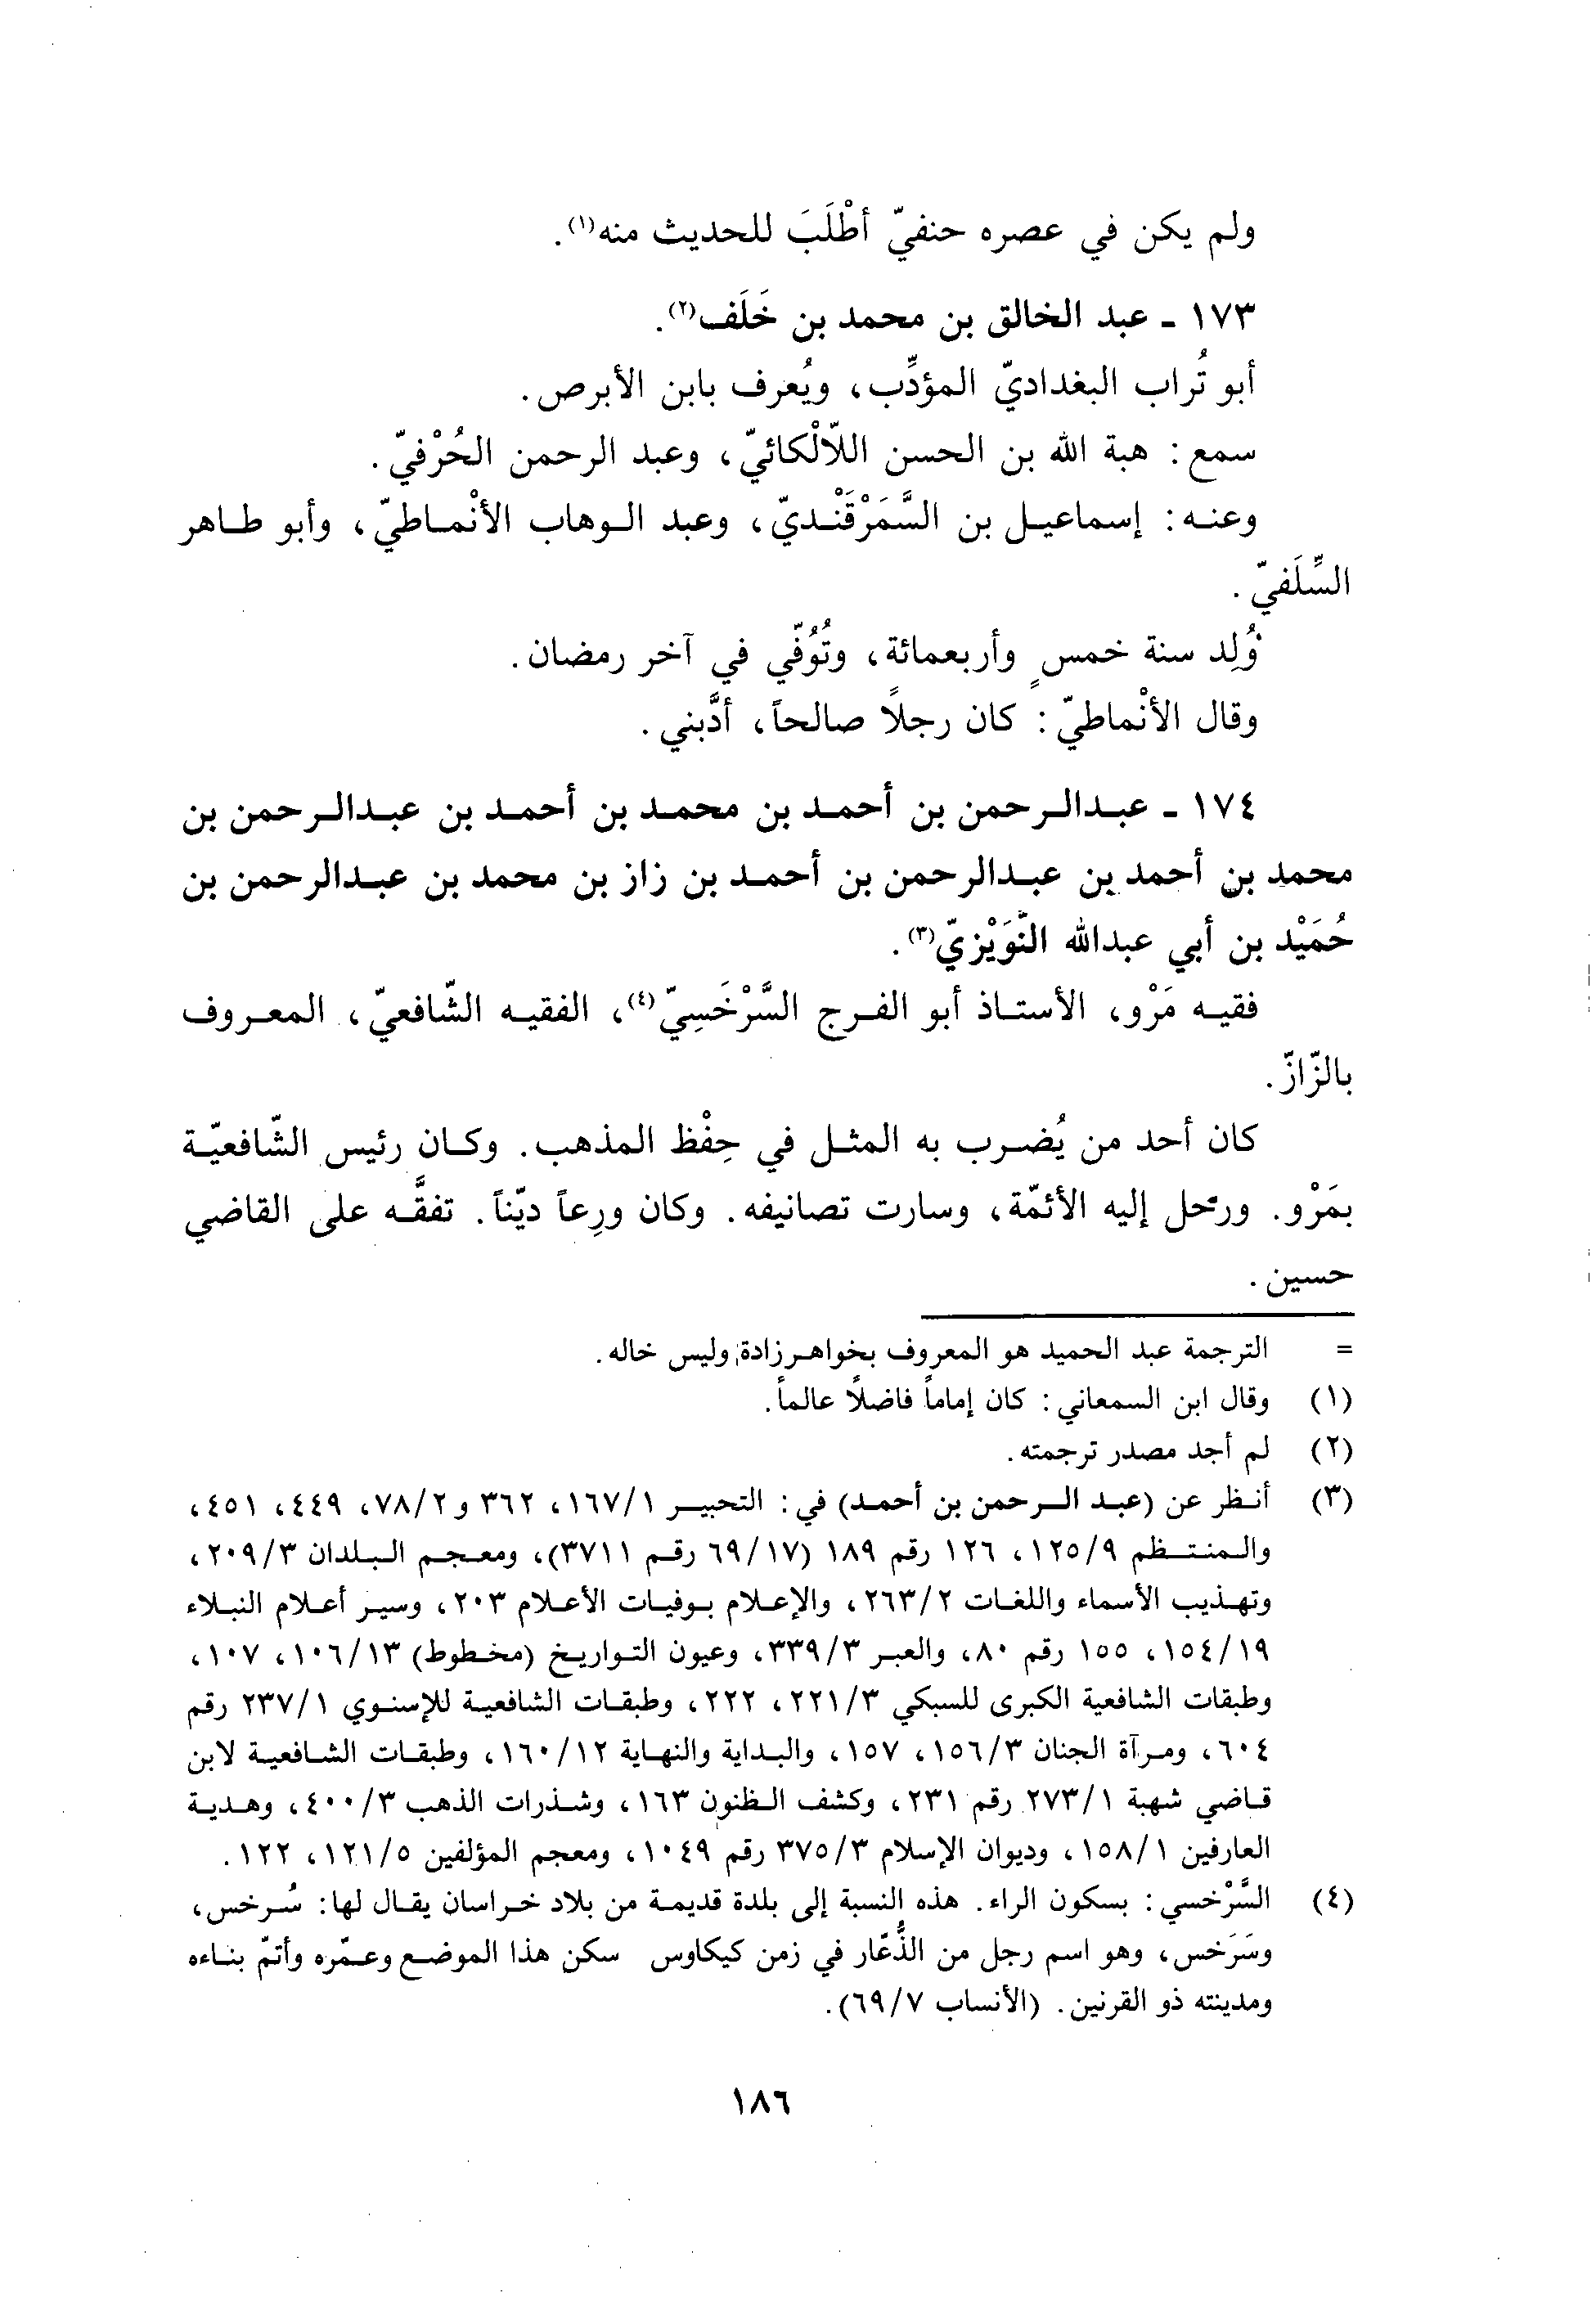 ولم يكن في عصره حنفيّ أطْلَبَ للحديث منه(١).
١٧٣ ـ عبد الخالق بن محمد بن خَلَف(٢).
أبو تُراب البغداديّ المؤدِّب، ويُعرف بابن الأبرص.
سمع: هبة الله بن الحسن اللّالْكائيّ، وعبد الرحمن الحُرْفيّ.
وعنه: إسماعيل بن السَّمَرْقَنْديّ، وعبد الوهاب الأنْماطيّ، وأبو طاهر
السِّلَفيّ.
وُلِد سنة خمسٍ وأربعمائة، وتُوُفّي في آخر رمضان.
وقال الأنْماطيّ: كان رجلًا صالحاً، أدَّبني.
١٧٤ ـ عبدالرحمن بن أحمد بن محمد بن أحمد بن عبدالرحمن بن
محمد بن أحمد بن عبدالرحمن بن أحمد بن زاز بن محمد بن عبدالرحمن بن
حُمَيْد بن أبي عبدالله النَّوَيْزيّ(٣).
فقيه مَرْو، الأستاذ أبو الفرج السَّرْخَسِيّ(٤)، الفقيه الشّافعيّ، المعروف
بالزّازّ.
كان أحد من يُضرب به المثل في حِفْظ المذهب. وكان رئيس الشّافعيّة
بمَرْو. ورحل إليه الأئمّة، وسارت تصانيفه. وكان ورِعاً ديّناً. تفقَّه على القاضي
حسين.
= الترجمة عبد الحميد هو المعروف بخواهرزادة، وليس خاله.
(١) وقال ابن السمعاني: كان إماماً فاضلًا عالماً.
(٢) لم أجد مصدر ترجمته.
(٣) أنظر عن (عبد الرحمن بن أحمد) في: التحبير ١٦٧/١، ٣٦٢ و٧٨/٢، ٤٤٩، ٤٥١،
والمنتظم ١٢٥/٩، ١٢٦ رقم ١٨٩ (٦٩/١٧ رقم ٣٧١١)، ومعجم البلدان ٢٠٩/٣،
وتهذيب الأسماء واللغات ٢٦٣/٢، والإعلام بوفيات الأعلام ٢٠٣، وسير أعلام النبلاء
١٥٤/١٩، ١٥٥ رقم ٨٠، والعبر ٣٣٩/٣، وعيون التواريخ (مخطوط) ١٠٦/١٣، ١٠٧،
وطبقات الشافعية الكبرى للسبكي ٢٢١/٣، ٢٢٢، وطبقات الشافعية للإسنوي ٢٣٧/١ رقم
٦٠٤، ومرآة الجنان ١٥٦/٣، ١٥٧، والبداية والنهاية ١٦٠/١٢، وطبقات الشافعية لابن
قاضي شهبة ٢٧٣/١ رقم ٢٣١، وكشف الظنون ١٦٣، وشذرات الذهب ٤٠٠/٣، وهدية
العارفين ١٥٨/١، وديوان الإسلام ٣٧٥/٣ رقم ١٠٤٩، ومعجم المؤلفين ١٢١/٥، ١٢٢.
(٤) السَّرْخسي: بسكون الراء. هذه النسبة إلى بلدة قديمة من بلاد خراسان يقال لها: سُرخس،
وسَرَخس، وهو اسم رجل من الذُّعّار في زمن كيكاوس سكن هذا الموضع وعمّره وأتمّ بناءه
ومدينته ذو القرنين. (الأنساب ٦٩/٧).
١٨٦